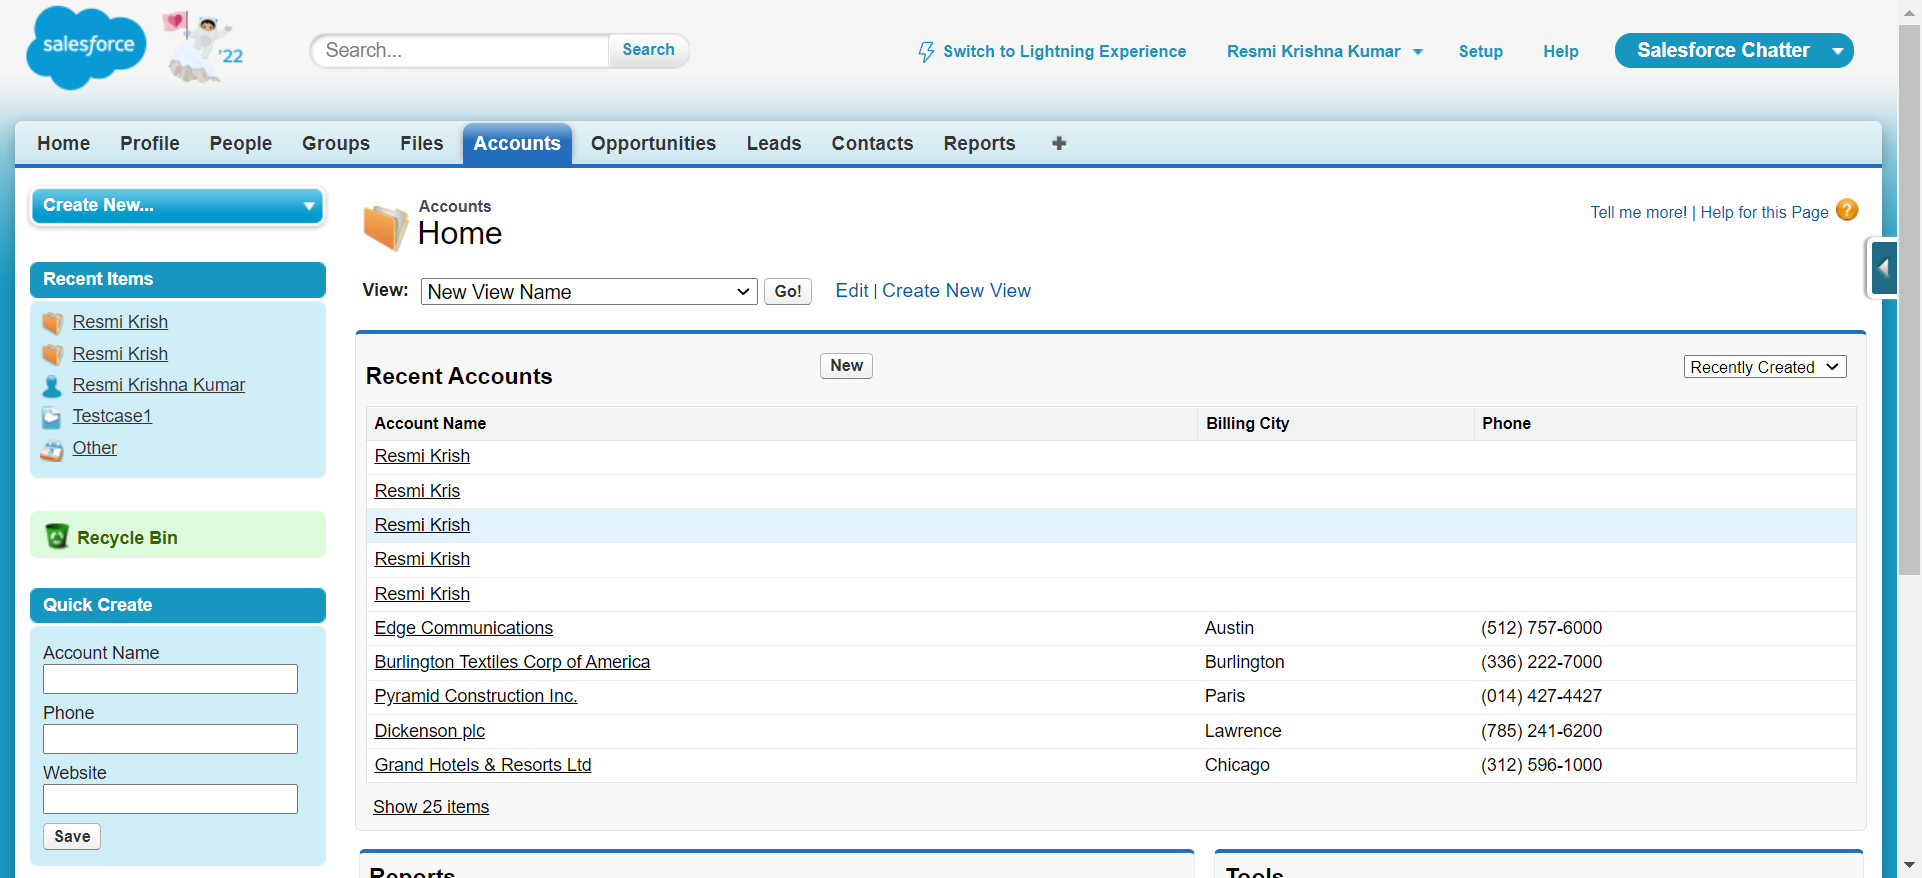 salesforce
'22
Search...
Search
Switch to Lightning Experience
Resmi Krishna Kumar
Setup
Help
Salesforce Chatter
Home Profile People Groups Files Accounts Opportunities Leads Contacts Reports +
Create New...
Recent Items
Resmi Krish
Resmi Krish
Resmi Krishna Kumar
Testcase1
Other
Recycle Bin
Quick Create
Account Name
Phone
Website
Save
Accounts
Home
Tell me more! | Help for this Page ?
View: New View Name Go! Edit | Create New View
Recent Accounts New Recently Created
Account Name Billing City Phone
Resmi Krish
Resmi Kris
Resmi Krish
Resmi Krish
Resmi Krish
Edge Communications Austin (512) 757-6000
Burlington Textiles Corp of America Burlington (336) 222-7000
Pyramid Construction Inc. Paris (014) 427-4427
Dickenson plc Lawrence (785) 241-6200
Grand Hotels & Resorts Ltd Chicago (312) 596-1000
Show 25 items
Reports
Tools